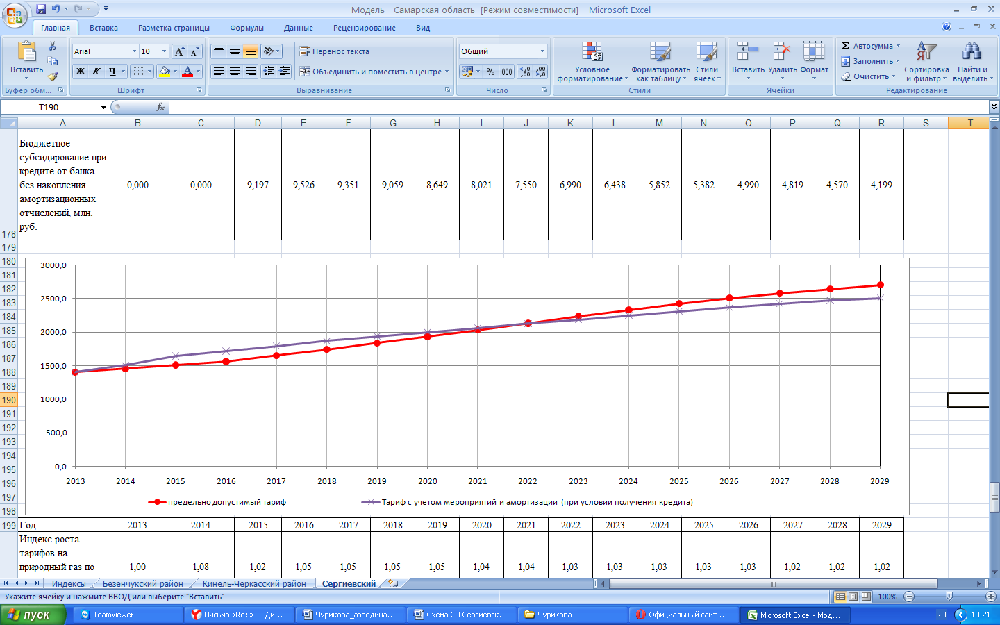 Модель - Самарская область [Режим совместимости] - Microsoft Excel
Главная Вставка Разметка страницы Формулы Данные Рецензирование Вид
Arial 10 Перенос текста Общий Автосумма
Вставить Ж К Ч Объединить и поместить в центре % 000 Условное форматирование Форматировать как таблицу Стили ячеек Вставить Удалить Формат Заполнить Очистить Сортировка и фильтр Найти и выделить
Буфер обм... Шрифт Выравнивание Число Стили Ячейки Редактирование
T190 fx
A B C D E F G H I J K L M N O P Q R S T
Бюджетное
субсидирование при
кредите от банка
без накопления
амортизационных
отчислений, млн.
руб.
0,000 0,000 9,197 9,526 9,351 9,059 8,649 8,021 7,550 6,990 6,438 5,852 5,382 4,990 4,819 4,570 4,199
178
179
180
181
182
183
184
185
186
187
188
189
190
191
192
193
194
195
196
197
198
3000,0
2500,0
2000,0
1500,0
1000,0
500,0
0,0
2013 2014 2015 2016 2017 2018 2019 2020 2021 2022 2023 2024 2025 2026 2027 2028 2029
предельно допустимый тариф Тариф с учетом мероприятий и амортизации (при условии получения кредита)
199 Год 2013 2014 2015 2016 2017 2018 2019 2020 2021 2022 2023 2024 2025 2026 2027 2028 2029
Индекс роста
тарифов на
природный газ по 1,00 1,08 1,02 1,05 1,05 1,05 1,05 1,04 1,04 1,03 1,03 1,03 1,03 1,03 1,02 1,02 1,02
Индексы Безенчукский район Кинель-Черкасский район Сергиевский
Укажите ячейку и нажмите ВВОД или выберите "Вставить" 100%
пуск TeamViewer Письмо «Re: » — Дм... Чурикова_аэродина... Схема СП Сергиевск... Чурикова Официальный сайт ... Microsoft Excel - Мод... RU 10:21